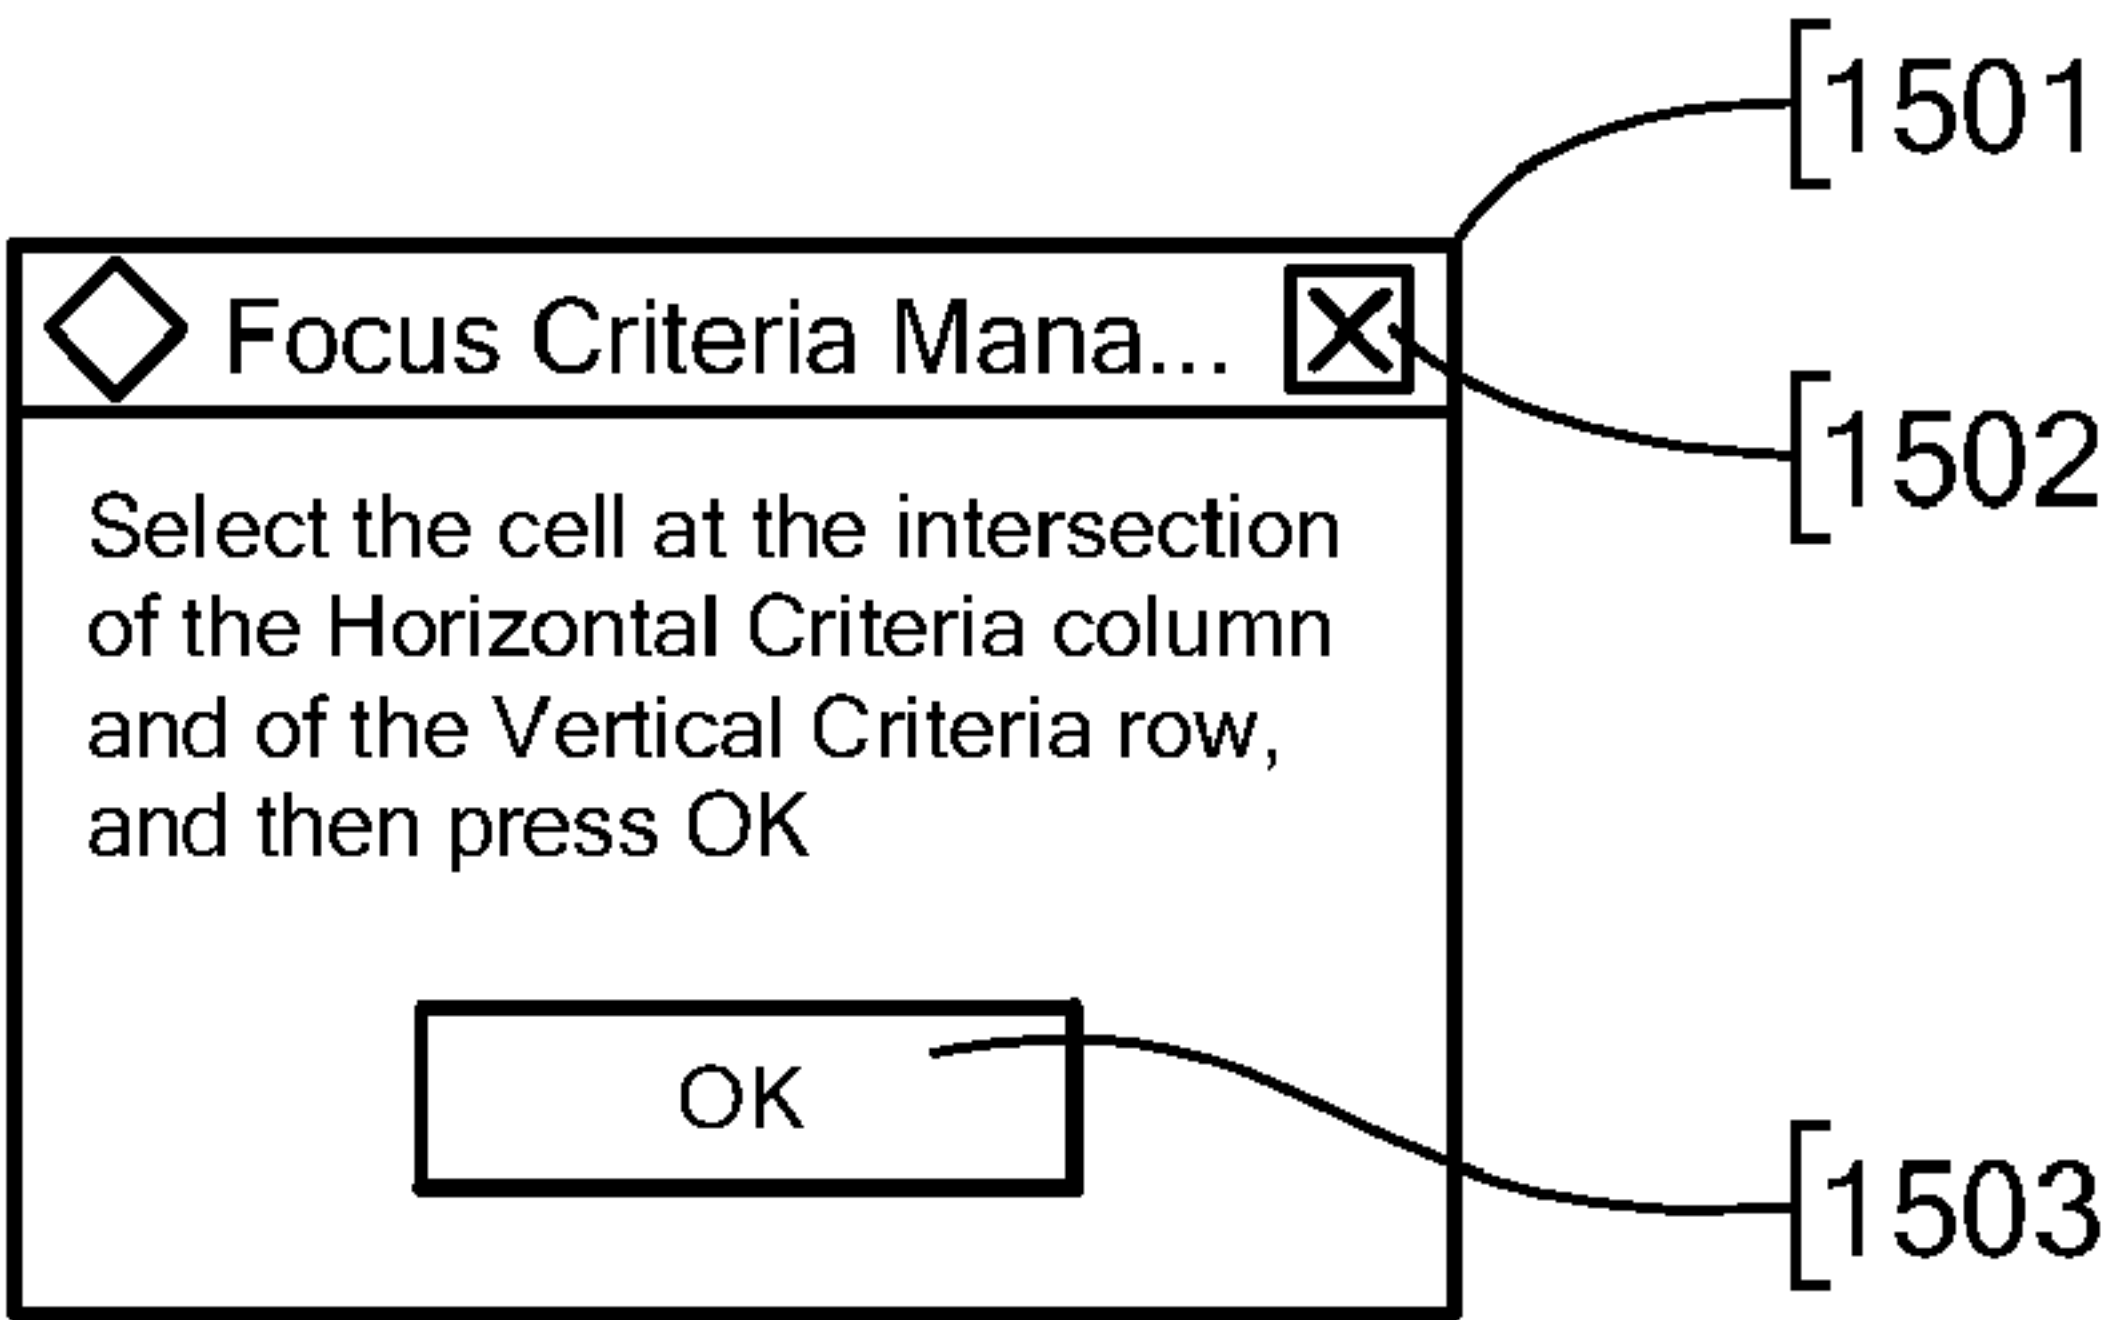 1501
Focus Criteria Mana...
1502
Select the cell at the intersection
of the Horizontal Criteria column
and of the Vertical Criteria row,
and then press OK
OK
1503